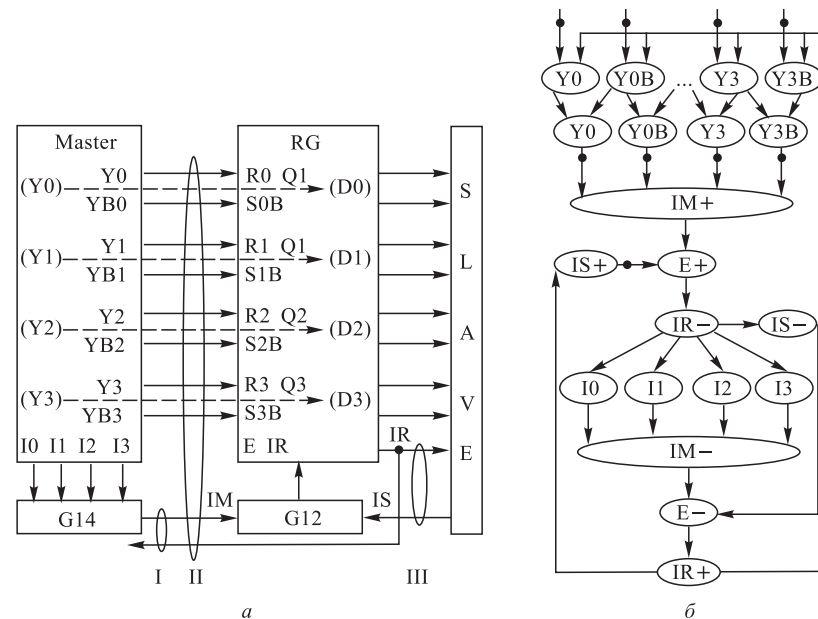 Master
RG
(Y0) Y0 R0 Q1 (D0) S
YB0 S0B
(Y1) Y1 R1 Q1 (D1) L
YB1 S1B
(Y2) Y2 R2 Q2 (D2) A
YB2 S2B
(Y3) Y3 R3 Q3 (D3) V
YB3 S3B
I0 I1 I2 I3 E IR IR E
G14 IM G12 IS
I II III
а
Y0 Y0B ... Y3 Y3B
Y0 Y0B Y3 Y3B
IM+
IS+ E+
IR− IS−
I0 I1 I2 I3
IM−
E−
IR+
б